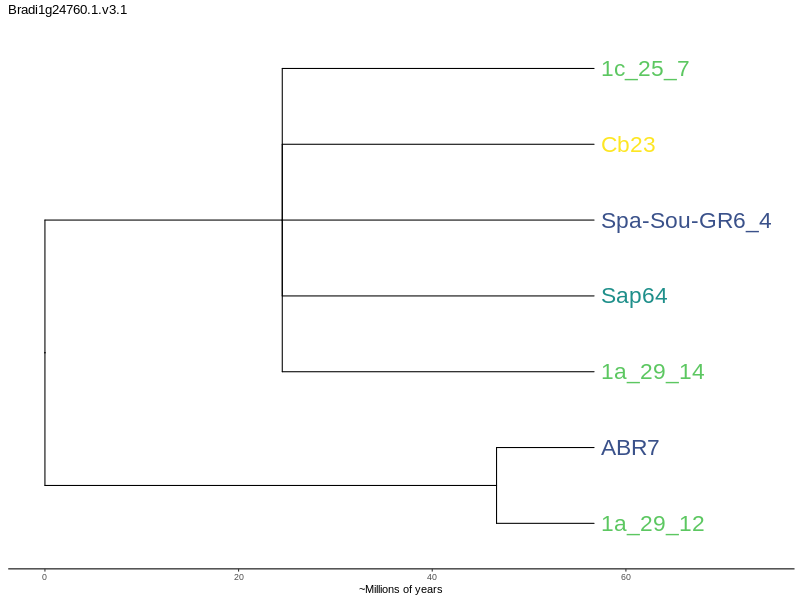 Bradi1g24760.1.v3.1
1c_25_7
Cb23
Spa-Sou-GR6_4
Sap64
1a_29_14
ABR7
1a_29_12
0 20 40 60
~Millions of years